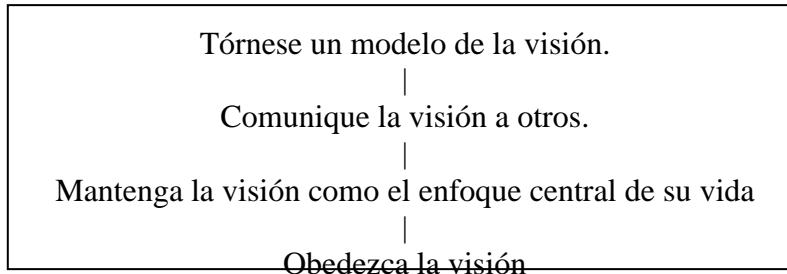 Tórnese un modelo de la visión.
|
Comunique la visión a otros.
|
Mantenga la visión como el enfoque central de su vida
|
Obedezca la visión